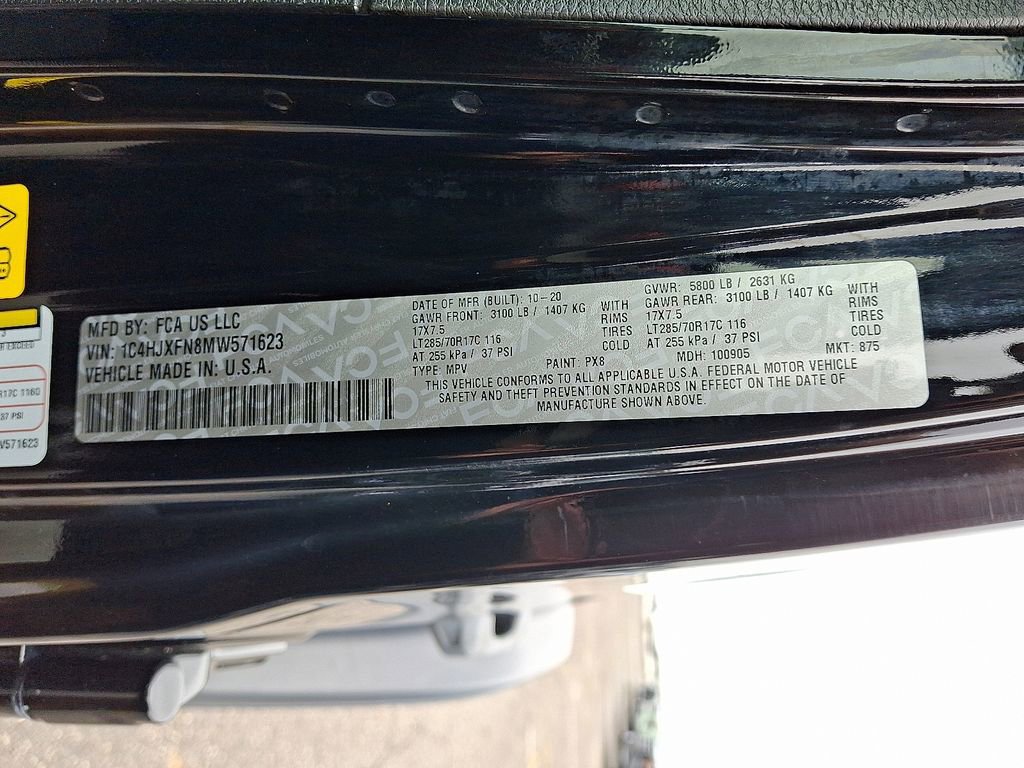 MFD BY: FCA US LLC
VIN: 1C4HJXFN8MW571623
VEHICLE MADE IN: U.S.A.
DATE OF MFR (BUILT): 10-20
GAWR FRONT: 3100 LB / 1407 KG WITH
17X7.5 RIMS
LT285/70R17C 116 TIRES
AT 255 kPa / 37 PSI COLD
TYPE: MPV PAINT: PX8
GVWR: 5800 LB / 2631 KG
GAWR REAR: 3100 LB / 1407 KG WITH
17X7.5 RIMS
LT285/70R17C 116 TIRES
AT 255 kPa / 37 PSI COLD
MDH: 100905 MKT: 875
THIS VEHICLE CONFORMS TO ALL APPLICABLE U.S.A. FEDERAL MOTOR VEHICLE
SAFETY AND THEFT PREVENTION STANDARDS IN EFFECT ON THE DATE OF
MANUFACTURE SHOWN ABOVE.
R EXCEED
37 PSI
W571623